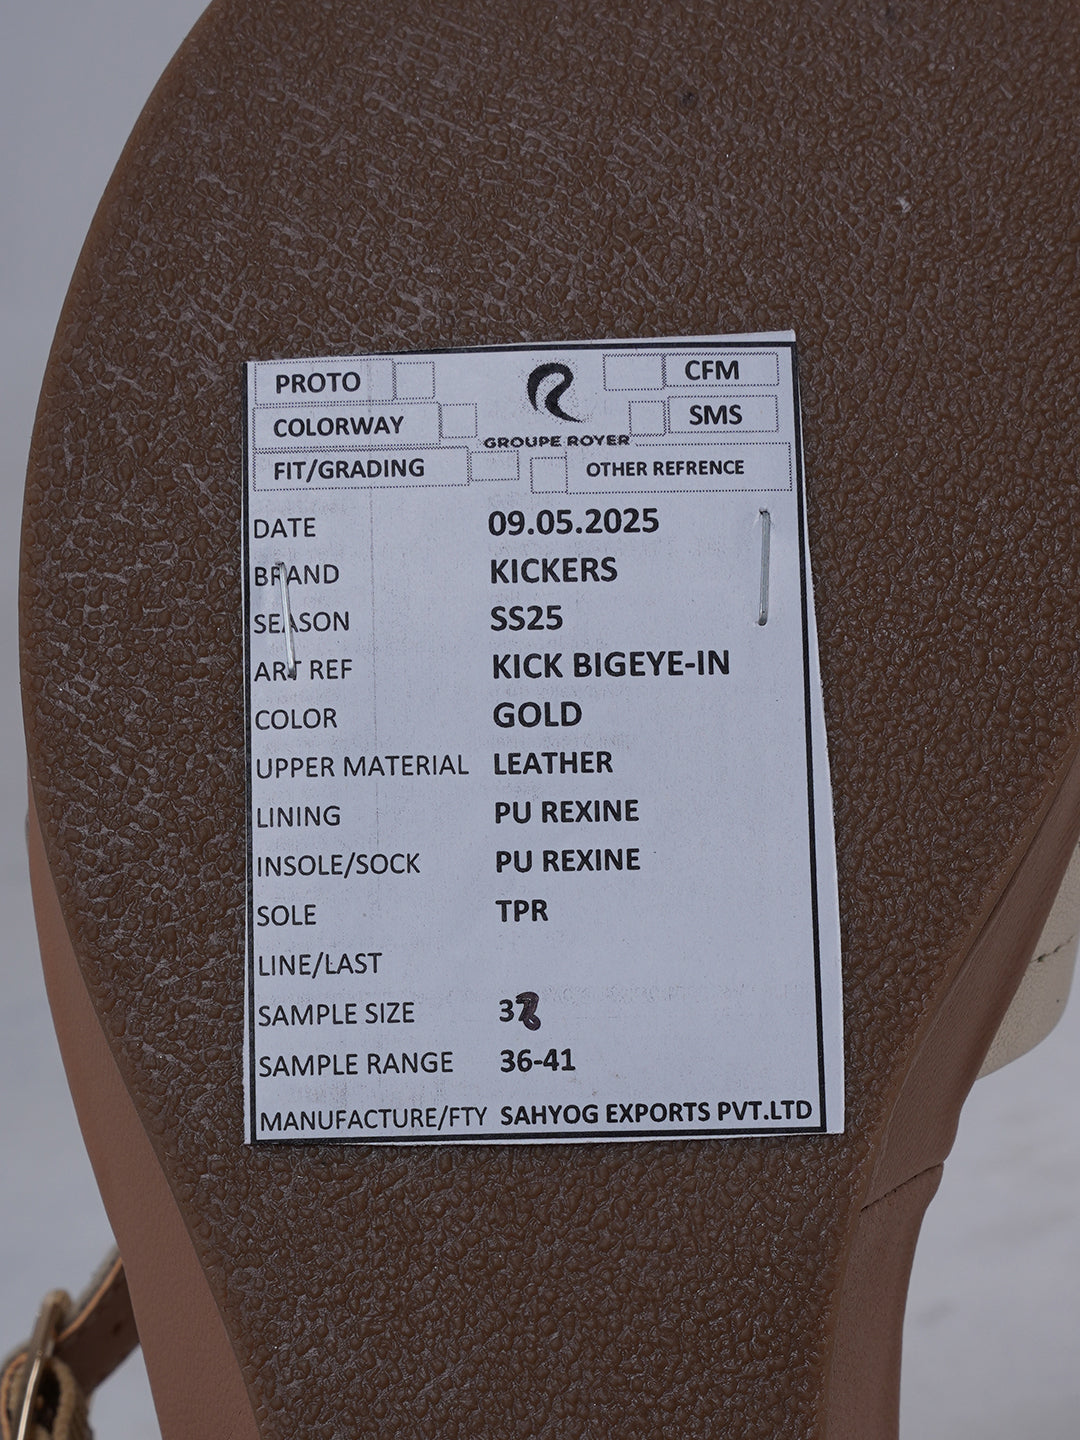 PROTO CFM
COLORWAY SMS
GROUPE ROYER
FIT/GRADING OTHER REFRENCE
DATE 09.05.2025
BRAND KICKERS
SEASON SS25
ART REF KICK BIGEYE-IN
COLOR GOLD
UPPER MATERIAL LEATHER
LINING PU REXINE
INSOLE/SOCK PU REXINE
SOLE TPR
LINE/LAST
SAMPLE SIZE 38
SAMPLE RANGE 36-41
MANUFACTURE/FTY SAHYOG EXPORTS PVT.LTD